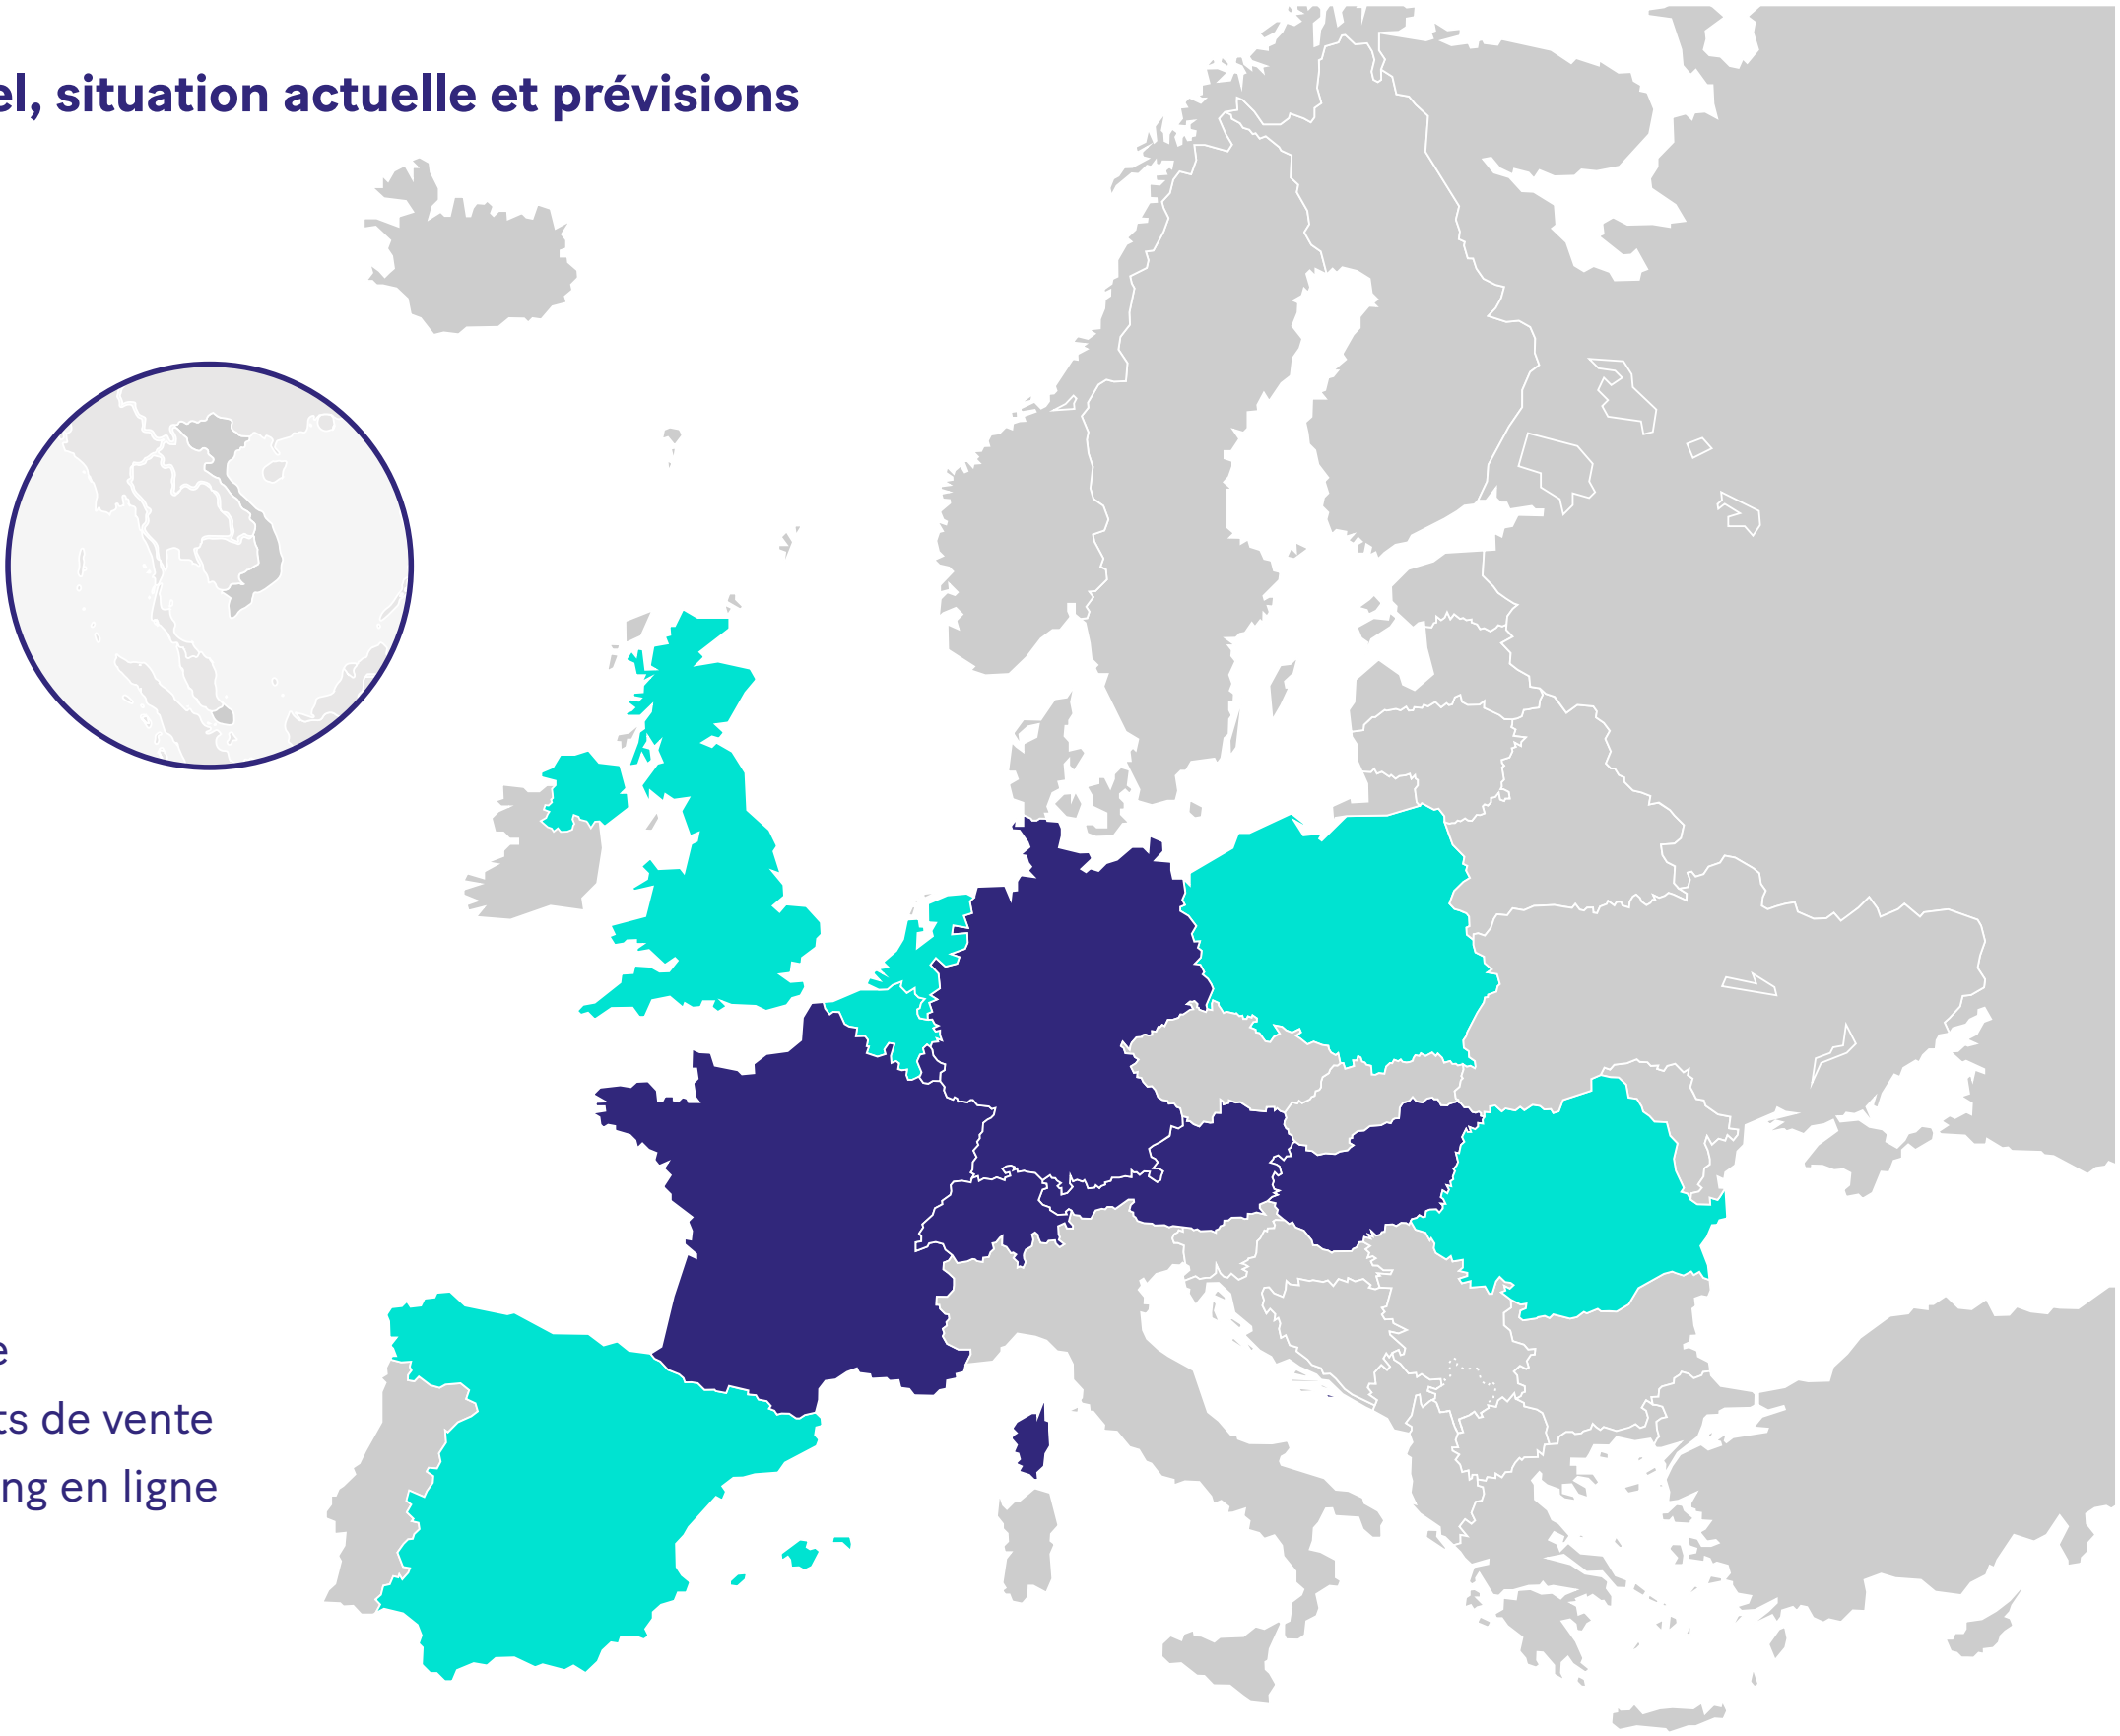 el, situation actuelle et prévisions
e
ts de vente
ng en ligne